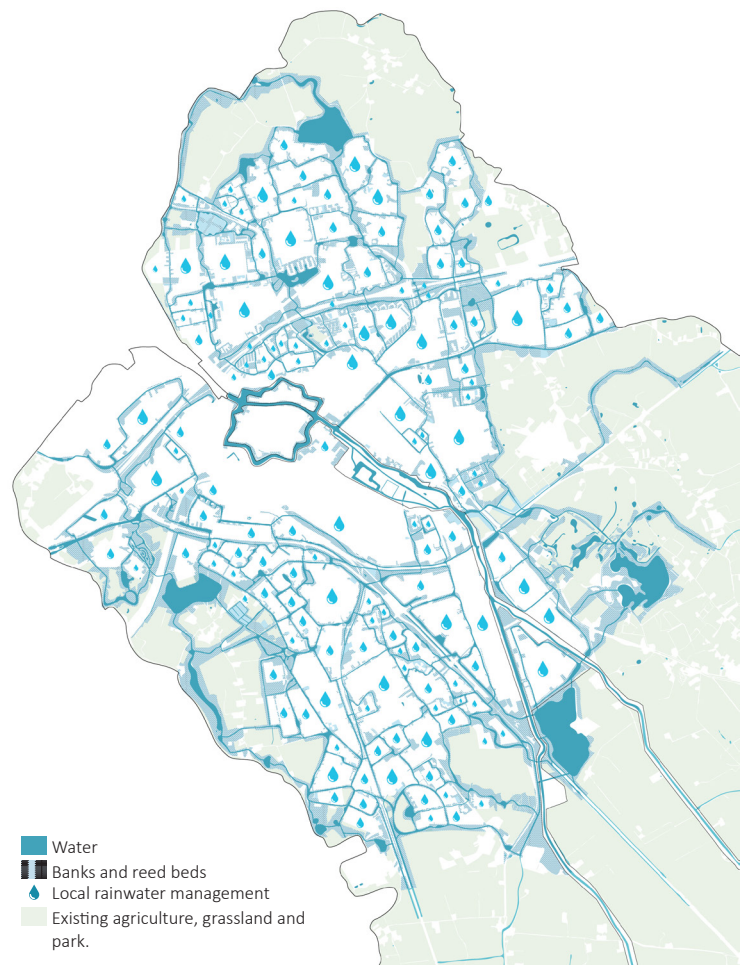 Water
Banks and reed beds
Local rainwater management
Existing agriculture, grassland and
park.